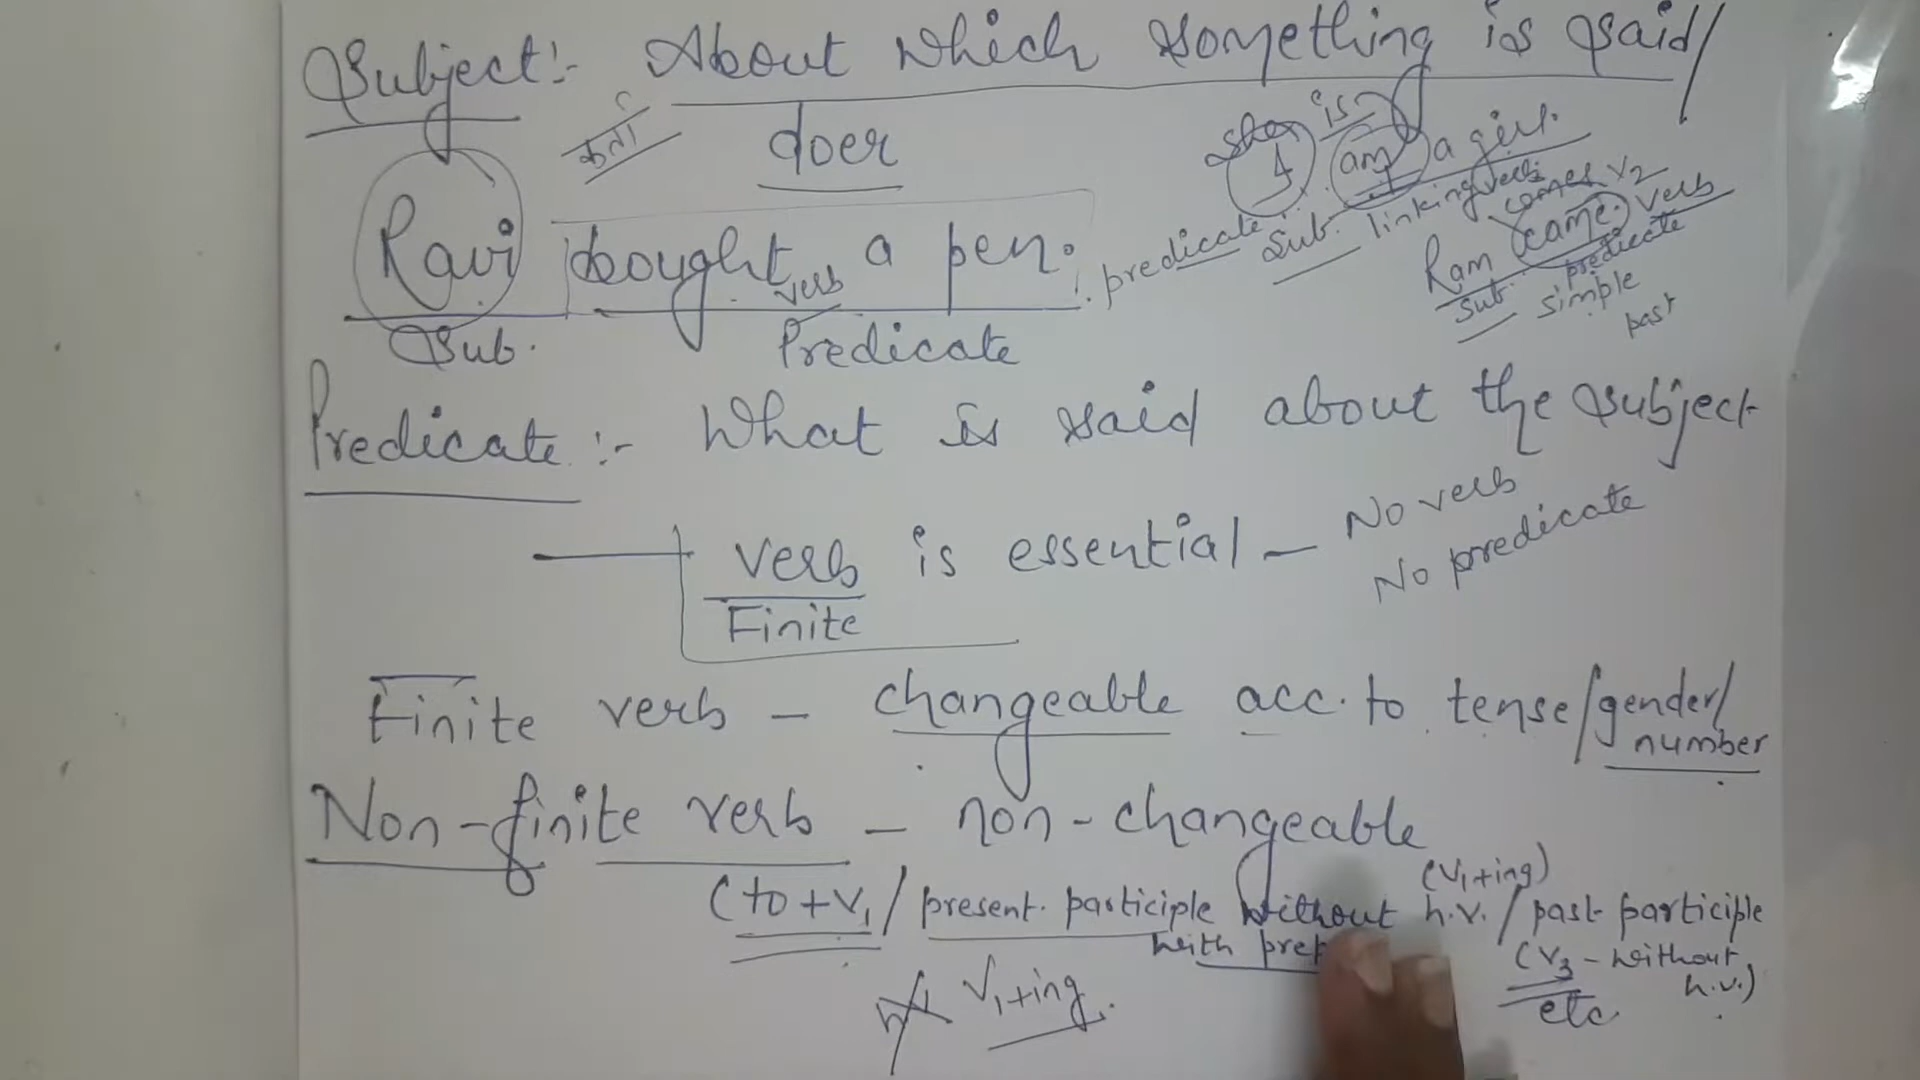 Subject :- About which something is said/
doer
कर्ता
She is
I am a girl.
Sub. linking verb
predicate
comes V2
Ram came. verb
Sub. predicate
simple
past
Ravi bought a pen.
verb
Sub. Predicate
Predicate :- What is said about the subject
verb is essential - No verb
No predicate
Finite
Finite verb - changeable acc. to tense/gender/
number
Non-finite verb - non-changeable
(V1+ing)
(to+V1/present participle without h.v./past participle
with prep
(V3-without
h.v.)
etc
V1+ing.